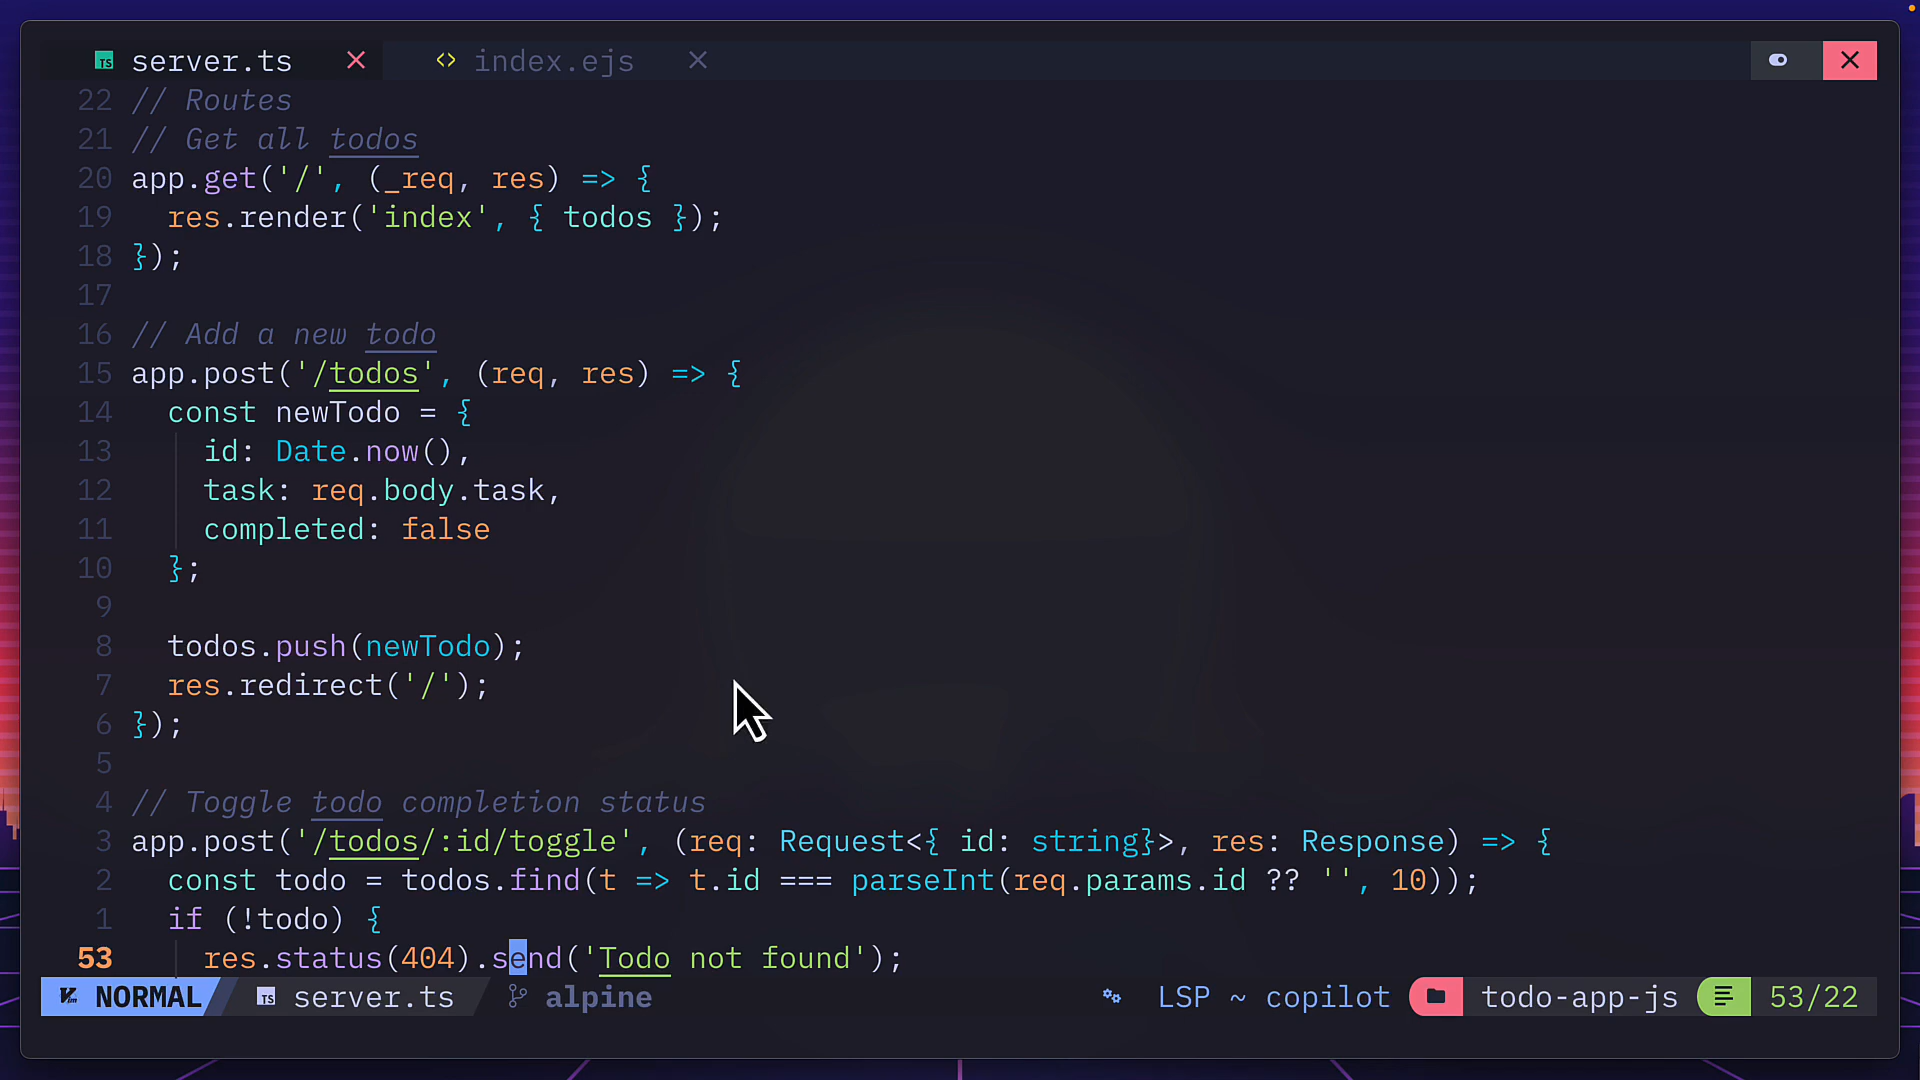 server.ts index.ejs
22 // Routes
21 // Get all todos
20 app.get('/', (_req, res) => {
19   res.render('index', { todos });
18 });
17
16 // Add a new todo
15 app.post('/todos', (req, res) => {
14   const newTodo = {
13     id: Date.now(),
12     task: req.body.task,
11     completed: false
10   };
9
8   todos.push(newTodo);
7   res.redirect('/');
6 });
5
4 // Toggle todo completion status
3 app.post('/todos/:id/toggle', (req: Request<{ id: string}>, res: Response) => {
2   const todo = todos.find(t => t.id === parseInt(req.params.id ?? '', 10));
1   if (!todo) {
53     res.status(404).send('Todo not found');
NORMAL TS server.ts alpine LSP ~ copilot todo-app-js 53/22